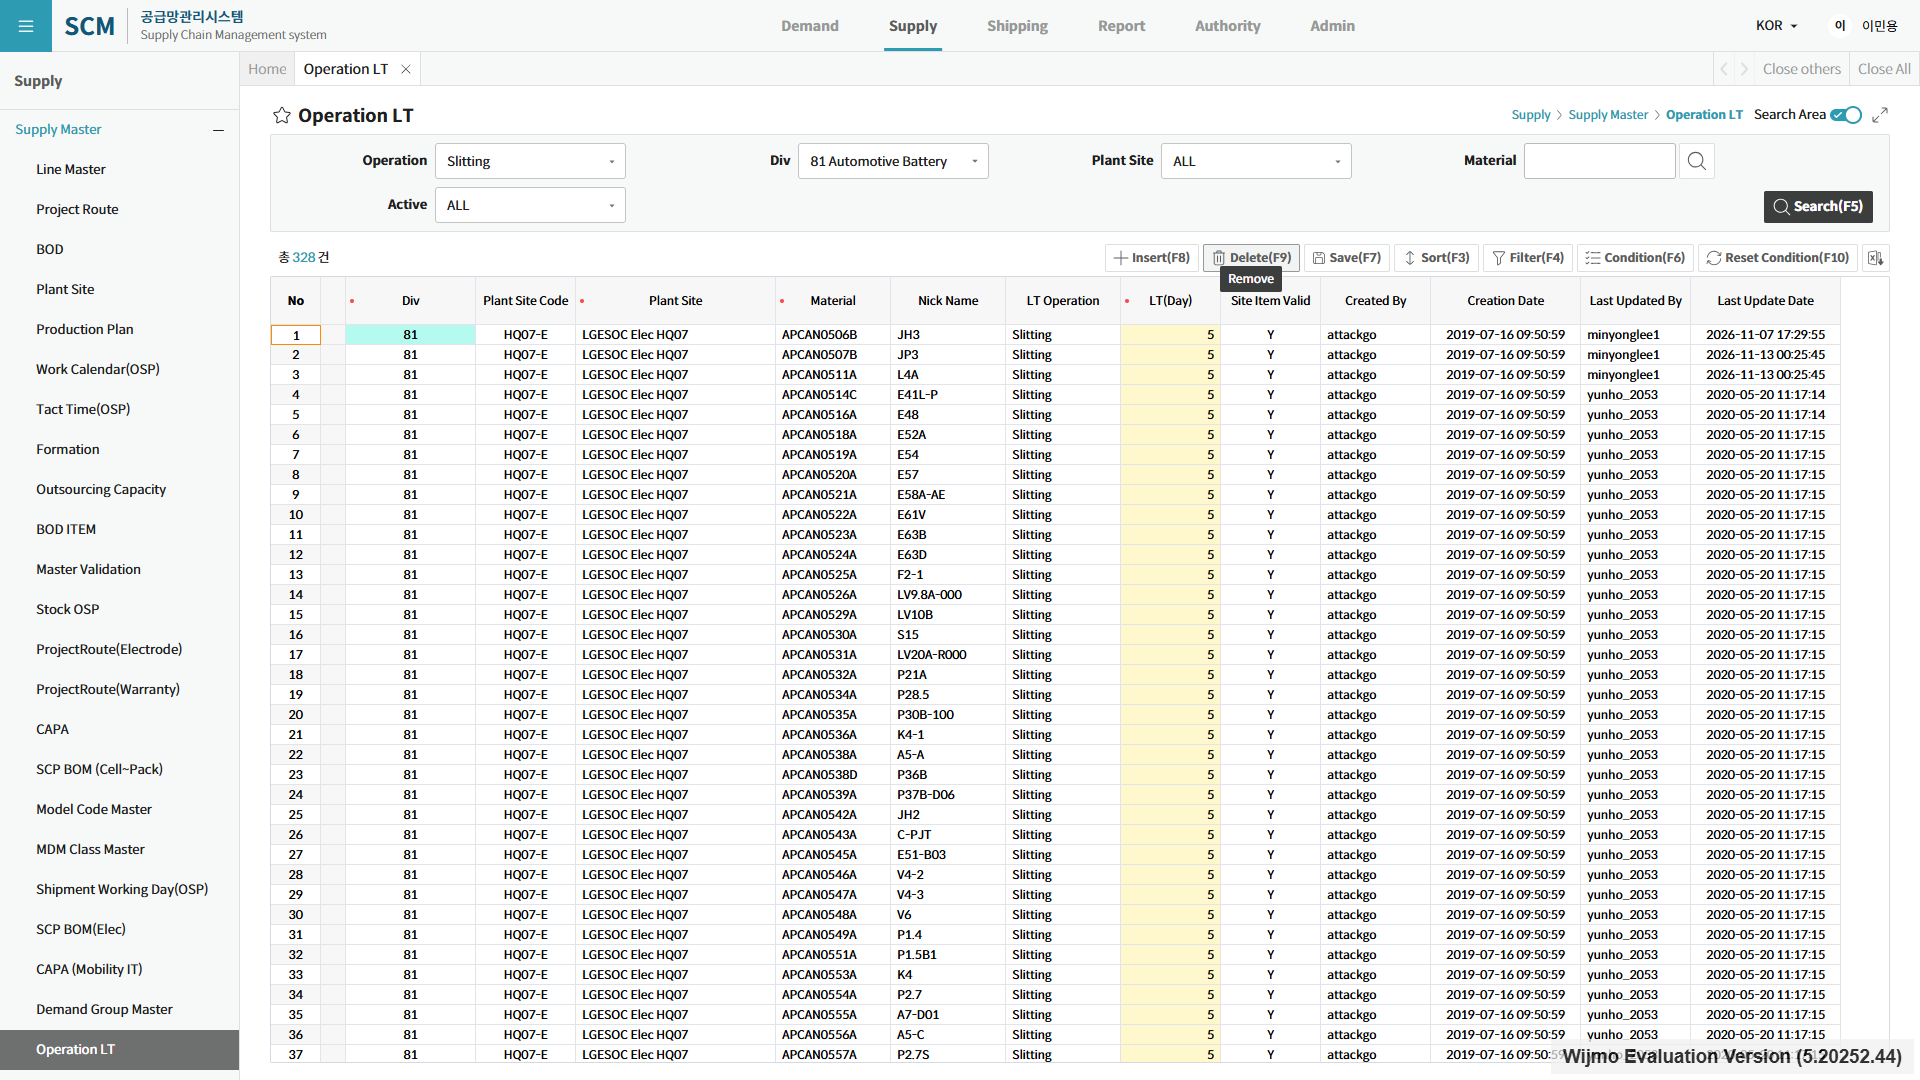 SCM
공급망관리시스템
Supply Chain Management system
Demand Supply Shipping Report Authority Admin
KOR 이 이민용
Supply
Home Operation LT Close others Close All
Operation LT
Supply Supply Master Operation LT Search Area
Supply Master
Line Master
Project Route
BOD
Plant Site
Production Plan
Work Calendar(OSP)
Tact Time(OSP)
Formation
Outsourcing Capacity
BOD ITEM
Master Validation
Stock OSP
ProjectRoute(Electrode)
ProjectRoute(Warranty)
CAPA
SCP BOM (Cell~Pack)
Model Code Master
MDM Class Master
Shipment Working Day(OSP)
SCP BOM(Elec)
CAPA (Mobility IT)
Demand Group Master
Operation LT
Operation Slitting Div 81 Automotive Battery Plant Site ALL Material
Active ALL Search(F5)
총 328 건
Insert(F8) Delete(F9) Save(F7) Sort(F3) Filter(F4) Condition(F6) Reset Condition(F10)
Remove
No Div Plant Site Code Plant Site Material Nick Name LT Operation LT(Day) Site Item Valid Created By Creation Date Last Updated By Last Update Date
1 81 HQ07-E LGESOC Elec HQ07 APCAN0506B JH3 Slitting 5 Y attackgo 2019-07-16 09:50:59 minyonglee1 2026-11-07 17:29:55
2 81 HQ07-E LGESOC Elec HQ07 APCAN0507B JP3 Slitting 5 Y attackgo 2019-07-16 09:50:59 minyonglee1 2026-11-13 00:25:45
3 81 HQ07-E LGESOC Elec HQ07 APCAN0511A L4A Slitting 5 Y attackgo 2019-07-16 09:50:59 minyonglee1 2026-11-13 00:25:45
4 81 HQ07-E LGESOC Elec HQ07 APCAN0514C E41L-P Slitting 5 Y attackgo 2019-07-16 09:50:59 yunho_2053 2020-05-20 11:17:14
5 81 HQ07-E LGESOC Elec HQ07 APCAN0516A E48 Slitting 5 Y attackgo 2019-07-16 09:50:59 yunho_2053 2020-05-20 11:17:14
6 81 HQ07-E LGESOC Elec HQ07 APCAN0518A E52A Slitting 5 Y attackgo 2019-07-16 09:50:59 yunho_2053 2020-05-20 11:17:15
7 81 HQ07-E LGESOC Elec HQ07 APCAN0519A E54 Slitting 5 Y attackgo 2019-07-16 09:50:59 yunho_2053 2020-05-20 11:17:15
8 81 HQ07-E LGESOC Elec HQ07 APCAN0520A E57 Slitting 5 Y attackgo 2019-07-16 09:50:59 yunho_2053 2020-05-20 11:17:15
9 81 HQ07-E LGESOC Elec HQ07 APCAN0521A E58A-AE Slitting 5 Y attackgo 2019-07-16 09:50:59 yunho_2053 2020-05-20 11:17:15
10 81 HQ07-E LGESOC Elec HQ07 APCAN0522A E61V Slitting 5 Y attackgo 2019-07-16 09:50:59 yunho_2053 2020-05-20 11:17:15
11 81 HQ07-E LGESOC Elec HQ07 APCAN0523A E63B Slitting 5 Y attackgo 2019-07-16 09:50:59 yunho_2053 2020-05-20 11:17:15
12 81 HQ07-E LGESOC Elec HQ07 APCAN0524A E63D Slitting 5 Y attackgo 2019-07-16 09:50:59 yunho_2053 2020-05-20 11:17:15
13 81 HQ07-E LGESOC Elec HQ07 APCAN0525A F2-1 Slitting 5 Y attackgo 2019-07-16 09:50:59 yunho_2053 2020-05-20 11:17:15
14 81 HQ07-E LGESOC Elec HQ07 APCAN0526A LV9.8A-000 Slitting 5 Y attackgo 2019-07-16 09:50:59 yunho_2053 2020-05-20 11:17:15
15 81 HQ07-E LGESOC Elec HQ07 APCAN0529A LV10B Slitting 5 Y attackgo 2019-07-16 09:50:59 yunho_2053 2020-05-20 11:17:15
16 81 HQ07-E LGESOC Elec HQ07 APCAN0530A S15 Slitting 5 Y attackgo 2019-07-16 09:50:59 yunho_2053 2020-05-20 11:17:15
17 81 HQ07-E LGESOC Elec HQ07 APCAN0531A LV20A-R000 Slitting 5 Y attackgo 2019-07-16 09:50:59 yunho_2053 2020-05-20 11:17:15
18 81 HQ07-E LGESOC Elec HQ07 APCAN0532A P21A Slitting 5 Y attackgo 2019-07-16 09:50:59 yunho_2053 2020-05-20 11:17:15
19 81 HQ07-E LGESOC Elec HQ07 APCAN0534A P28.5 Slitting 5 Y attackgo 2019-07-16 09:50:59 yunho_2053 2020-05-20 11:17:15
20 81 HQ07-E LGESOC Elec HQ07 APCAN0535A P30B-100 Slitting 5 Y attackgo 2019-07-16 09:50:59 yunho_2053 2020-05-20 11:17:15
21 81 HQ07-E LGESOC Elec HQ07 APCAN0536A K4-1 Slitting 5 Y attackgo 2019-07-16 09:50:59 yunho_2053 2020-05-20 11:17:15
22 81 HQ07-E LGESOC Elec HQ07 APCAN0538A A5-A Slitting 5 Y attackgo 2019-07-16 09:50:59 yunho_2053 2020-05-20 11:17:15
23 81 HQ07-E LGESOC Elec HQ07 APCAN0538D P36B Slitting 5 Y attackgo 2019-07-16 09:50:59 yunho_2053 2020-05-20 11:17:15
24 81 HQ07-E LGESOC Elec HQ07 APCAN0539A P37B-D06 Slitting 5 Y attackgo 2019-07-16 09:50:59 yunho_2053 2020-05-20 11:17:15
25 81 HQ07-E LGESOC Elec HQ07 APCAN0542A JH2 Slitting 5 Y attackgo 2019-07-16 09:50:59 yunho_2053 2020-05-20 11:17:15
26 81 HQ07-E LGESOC Elec HQ07 APCAN0543A C-PJT Slitting 5 Y attackgo 2019-07-16 09:50:59 yunho_2053 2020-05-20 11:17:15
27 81 HQ07-E LGESOC Elec HQ07 APCAN0545A E51-B03 Slitting 5 Y attackgo 2019-07-16 09:50:59 yunho_2053 2020-05-20 11:17:15
28 81 HQ07-E LGESOC Elec HQ07 APCAN0546A V4-2 Slitting 5 Y attackgo 2019-07-16 09:50:59 yunho_2053 2020-05-20 11:17:15
29 81 HQ07-E LGESOC Elec HQ07 APCAN0547A V4-3 Slitting 5 Y attackgo 2019-07-16 09:50:59 yunho_2053 2020-05-20 11:17:15
30 81 HQ07-E LGESOC Elec HQ07 APCAN0548A V6 Slitting 5 Y attackgo 2019-07-16 09:50:59 yunho_2053 2020-05-20 11:17:15
31 81 HQ07-E LGESOC Elec HQ07 APCAN0549A P1.4 Slitting 5 Y attackgo 2019-07-16 09:50:59 yunho_2053 2020-05-20 11:17:15
32 81 HQ07-E LGESOC Elec HQ07 APCAN0551A P1.5B1 Slitting 5 Y attackgo 2019-07-16 09:50:59 yunho_2053 2020-05-20 11:17:15
33 81 HQ07-E LGESOC Elec HQ07 APCAN0553A K4 Slitting 5 Y attackgo 2019-07-16 09:50:59 yunho_2053 2020-05-20 11:17:15
34 81 HQ07-E LGESOC Elec HQ07 APCAN0554A P2.7 Slitting 5 Y attackgo 2019-07-16 09:50:59 yunho_2053 2020-05-20 11:17:15
35 81 HQ07-E LGESOC Elec HQ07 APCAN0555A A7-D01 Slitting 5 Y attackgo 2019-07-16 09:50:59 yunho_2053 2020-05-20 11:17:15
36 81 HQ07-E LGESOC Elec HQ07 APCAN0556A A5-C Slitting 5 Y attackgo 2019-07-16 09:50:59 yunho_2053 2020-05-20 11:17:15
37 81 HQ07-E LGESOC Elec HQ07 APCAN0557A P2.7S Slitting 5 Y attackgo 2019-07-16 09:50:59
Wijmo Evaluation Version (5.20252.44)